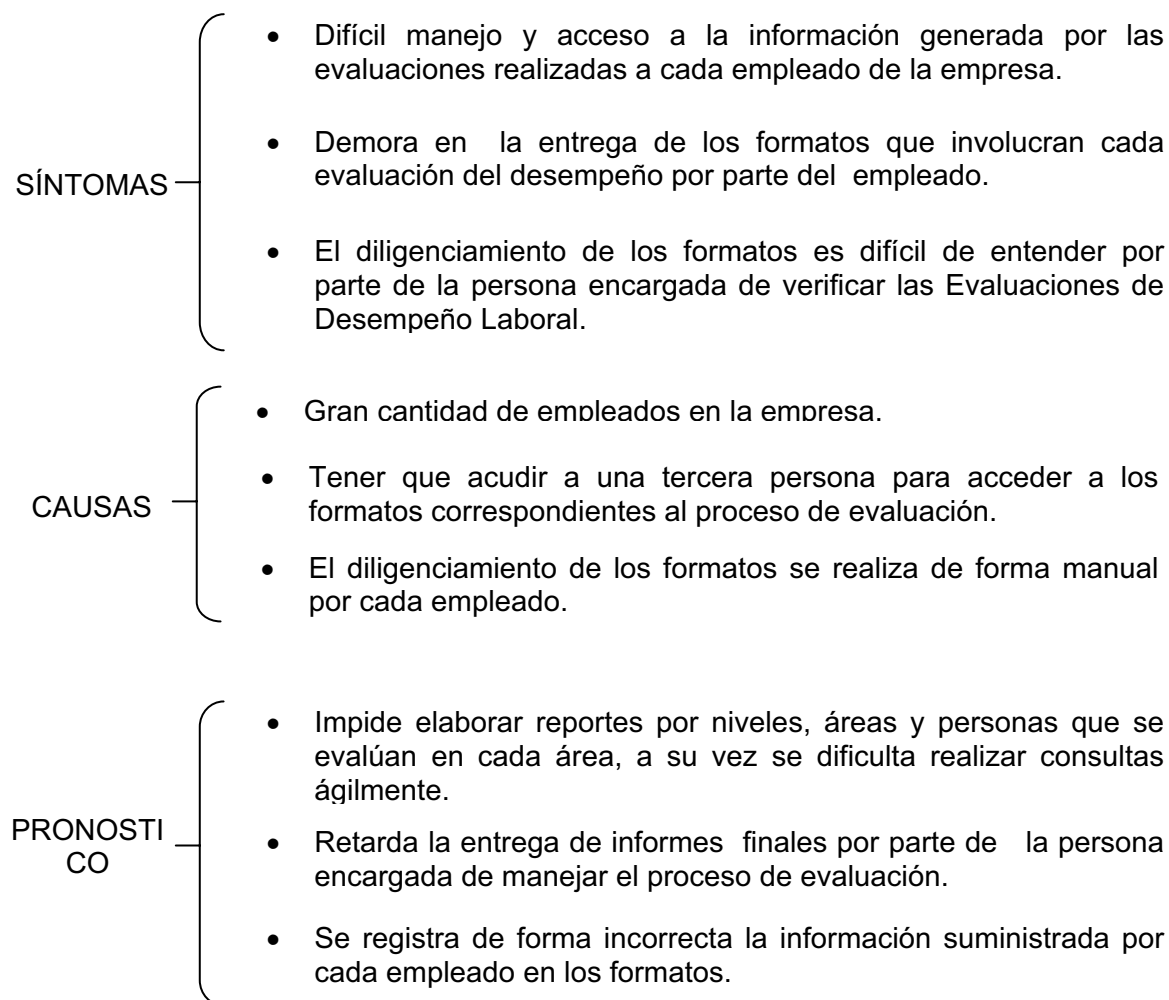 SÍNTOMAS
• Difícil manejo y acceso a la información generada por las
evaluaciones realizadas a cada empleado de la empresa.
• Demora en la entrega de los formatos que involucran cada
evaluación del desempeño por parte del empleado.
• El diligenciamiento de los formatos es difícil de entender por
parte de la persona encargada de verificar las Evaluaciones de
Desempeño Laboral.
CAUSAS
• Gran cantidad de empleados en la empresa.
• Tener que acudir a una tercera persona para acceder a los
formatos correspondientes al proceso de evaluación.
• El diligenciamiento de los formatos se realiza de forma manual
por cada empleado.
PRONOSTI
CO
• Impide elaborar reportes por niveles, áreas y personas que se
evalúan en cada área, a su vez se dificulta realizar consultas
ágilmente.
• Retarda la entrega de informes finales por parte de la persona
encargada de manejar el proceso de evaluación.
• Se registra de forma incorrecta la información suministrada por
cada empleado en los formatos.